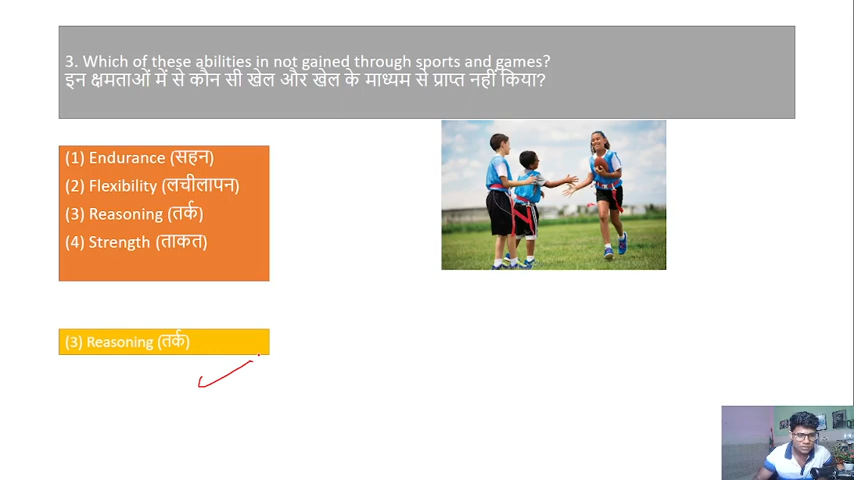 3. Which of these abilities in not gained through sports and games?
इन क्षमताओं में से कौन सी खेल और खेल के माध्यम से प्राप्त नहीं किया?
(1) Endurance (सहन)
(2) Flexibility (लचीलापन)
(3) Reasoning (तर्क)
(4) Strength (ताकत)
(3) Reasoning (तर्क)